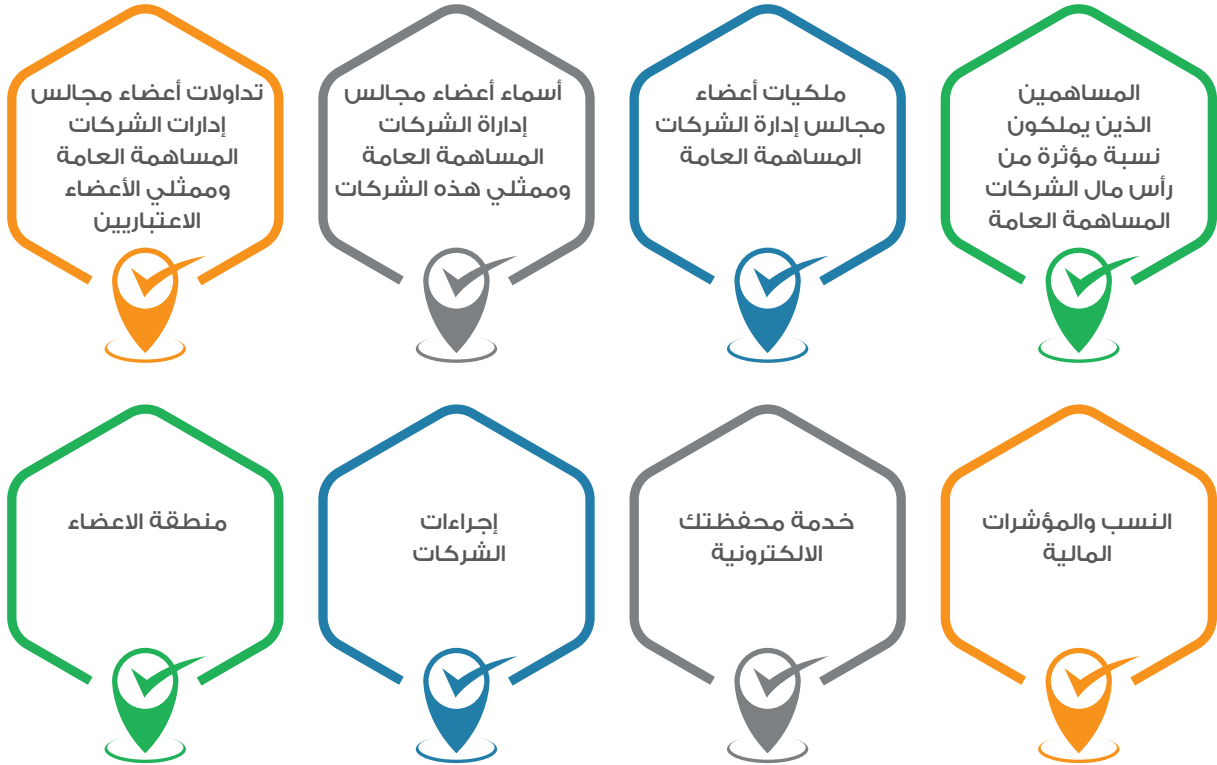 المساهمين
الذين يملكون
نسبة مؤثرة من
رأس مال الشركات
المساهمة العامة
ملكيات أعضاء
مجالس إدارة الشركات
المساهمة العامة
أسماء أعضاء مجالس
إداراة الشركات
المساهمة العامة
وممثلي هذه الشركات
تداولات أعضاء مجالس
إدارات الشركات
المساهمة العامة
وممثلي الأعضاء
الاعتباريين
النسب والمؤشرات
المالية
خدمة محفظتك
الالكترونية
إجراءات
الشركات
منطقة الاعضاء